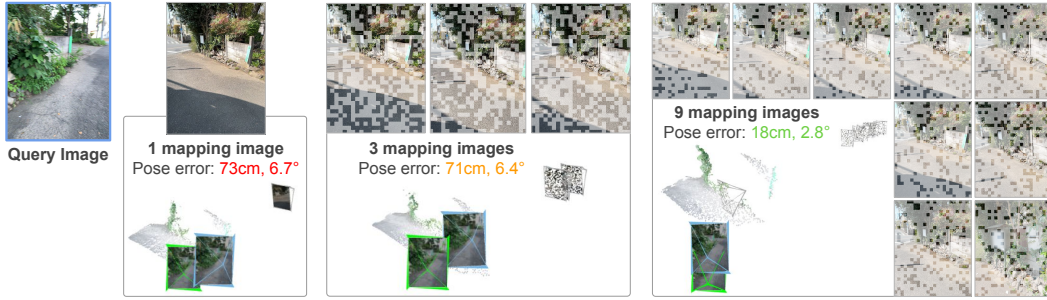 Query Image
1 mapping image
Pose error: 73cm, 6.7°
3 mapping images
Pose error: 71cm, 6.4°
9 mapping images
Pose error: 18cm, 2.8°